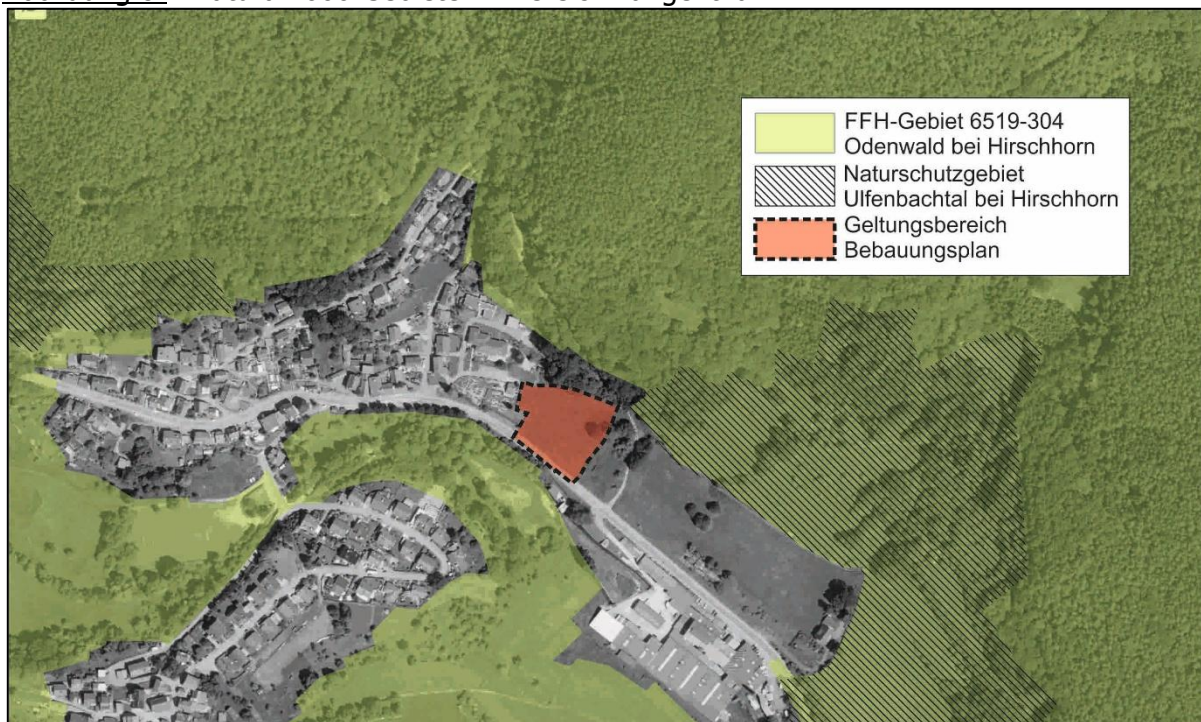 FFH-Gebiet 6519-304
Odenwald bei Hirschhorn
Naturschutzgebiet
Ulfenbachtal bei Hirschhorn
Geltungsbereich
Bebauungsplan